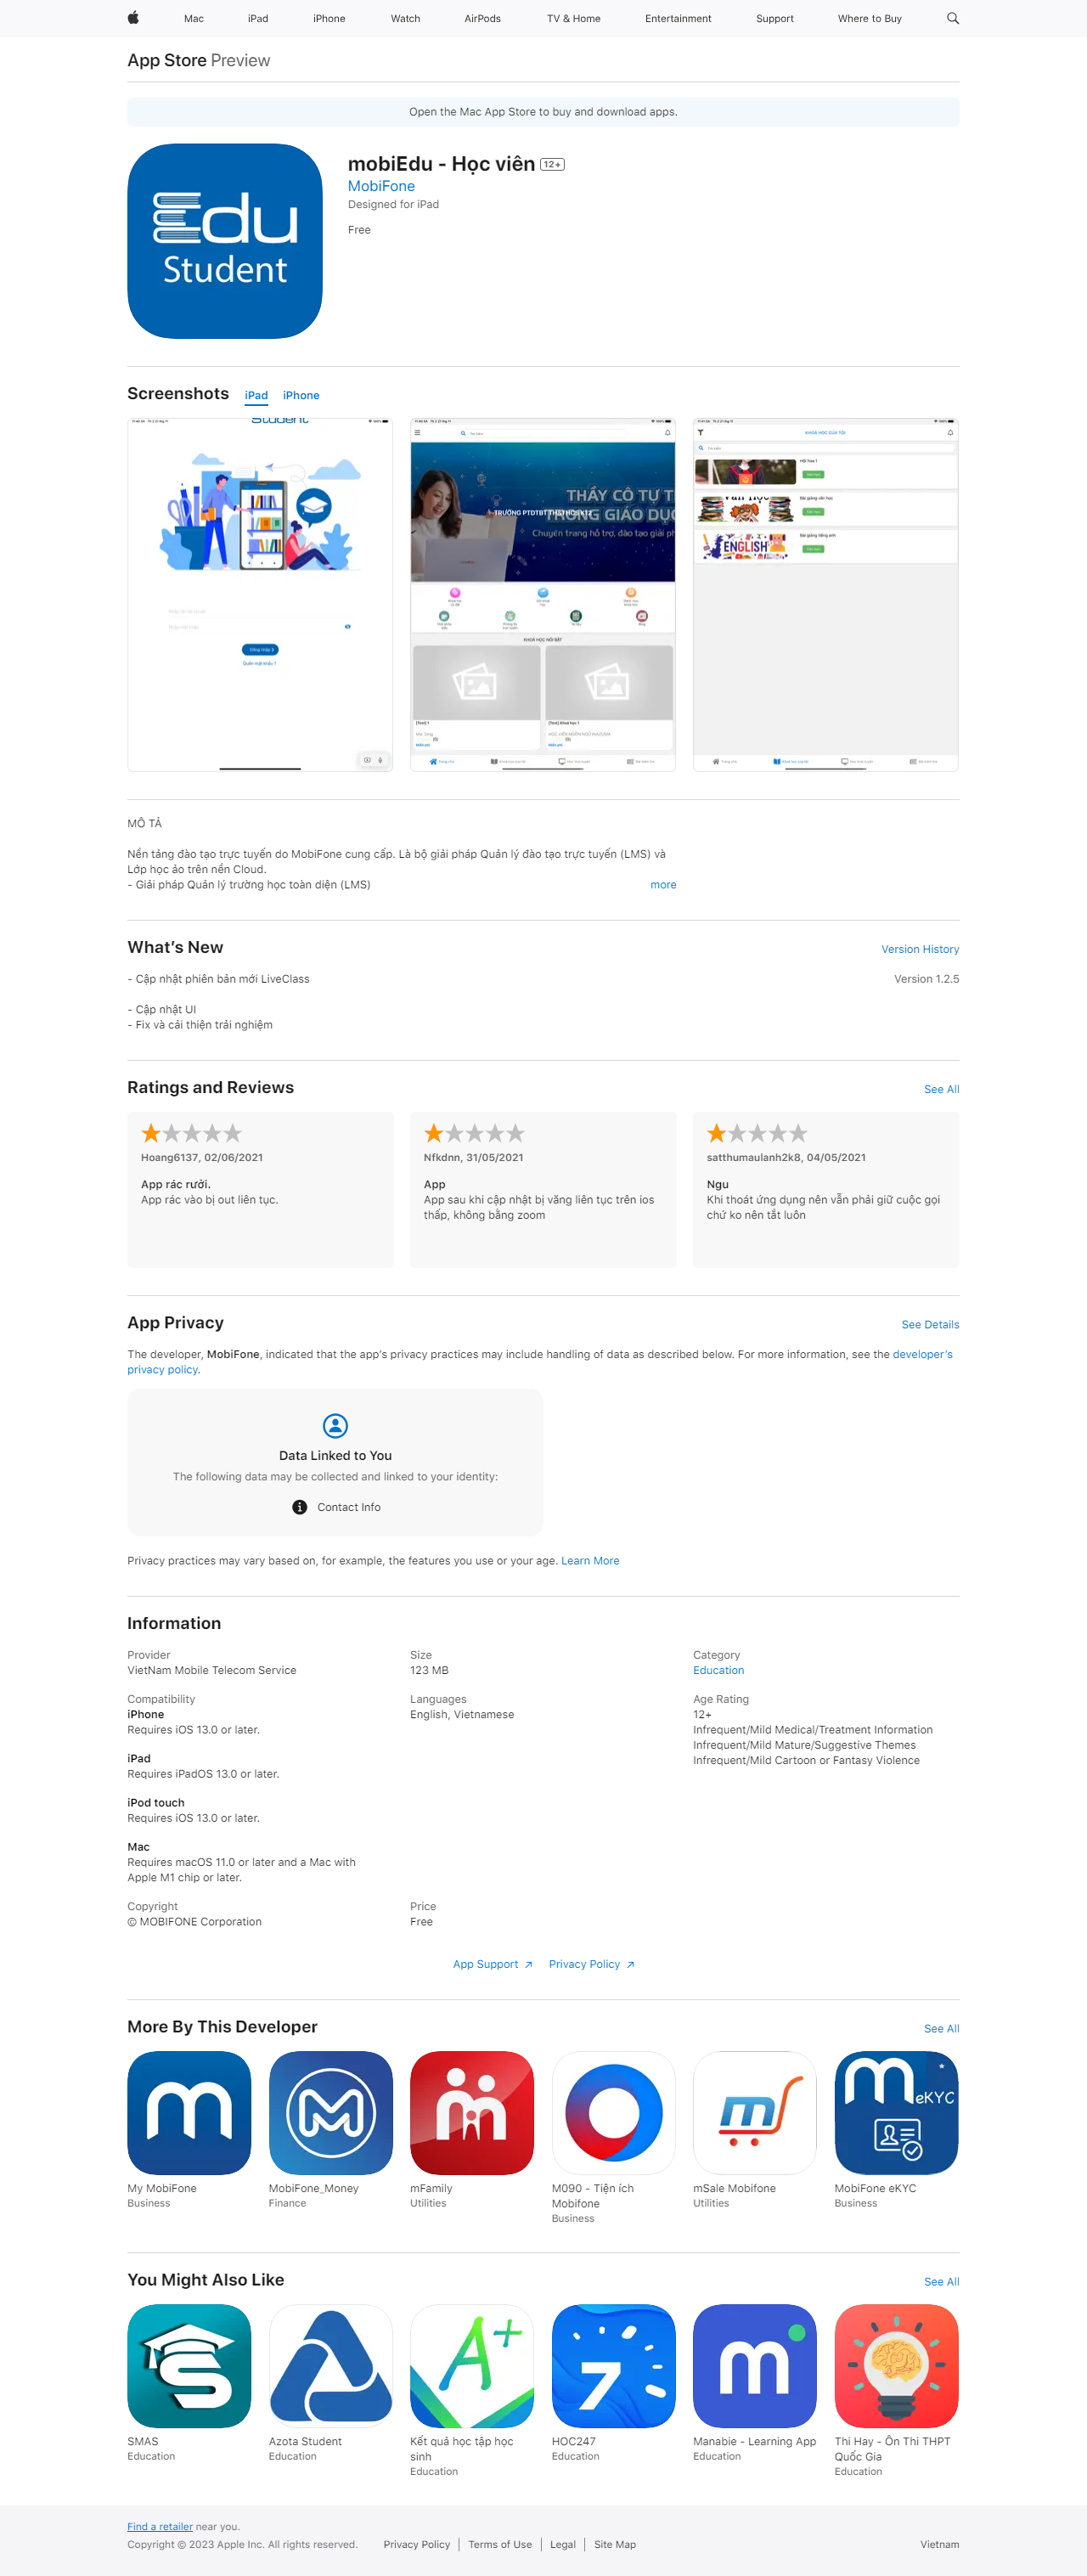 Mac iPad iPhone Watch AirPods TV & Home Entertainment Support Where to Buy
App Store Preview
Open the Mac App Store to buy and download apps.
Edu
Student
mobiEdu - Học viên 12+
MobiFone
Designed for iPad
Free
Screenshots iPad iPhone
Student
KHOÁ HỌC CỦA TÔI
THẦY CÔ TỰ T
TRONG GIÁO DỤC
Chuyên trang hỗ trợ, đào tạo giáo
KHOÁ HỌC NỔI BẬT
ENGLISH
MÔ TẢ
Nền tảng đào tạo trực tuyến do MobiFone cung cấp. Là bộ giải pháp Quản lý đào tạo trực tuyến (LMS) và
Lớp học ảo trên nền Cloud.
- Giải pháp Quản lý trường học toàn diện (LMS) more
What's New Version History
- Cập nhật phiên bản mới LiveClass Version 1.2.5
- Cập nhật UI
- Fix và cải thiện trải nghiệm
Ratings and Reviews See All
Hoang6137, 02/06/2021
App rác rưởi.
App rác vào bị out liên tục.
Nfkdnn, 31/05/2021
App
App sau khi cập nhật bị văng liên tục trên ios
thấp, không bằng zoom
satthumaulanh2k8, 04/05/2021
Ngu
Khi thoát ứng dụng nên vẫn phải giữ cuộc gọi
chứ ko nên tắt luôn
App Privacy See Details
The developer, MobiFone, indicated that the app's privacy practices may include handling of data as described below. For more information, see the developer's
privacy policy.
Data Linked to You
The following data may be collected and linked to your identity:
Contact Info
Privacy practices may vary based on, for example, the features you use or your age. Learn More
Information
Provider
VietNam Mobile Telecom Service
Size
123 MB
Category
Education
Compatibility
iPhone
Requires iOS 13.0 or later.
iPad
Requires iPadOS 13.0 or later.
iPod touch
Requires iOS 13.0 or later.
Mac
Requires macOS 11.0 or later and a Mac with
Apple M1 chip or later.
Languages
English, Vietnamese
Age Rating
12+
Infrequent/Mild Medical/Treatment Information
Infrequent/Mild Mature/Suggestive Themes
Infrequent/Mild Cartoon or Fantasy Violence
Copyright
© MOBIFONE Corporation
Price
Free
App Support Privacy Policy
More By This Developer See All
eKYC
My MobiFone
Business
MobiFone_Money
Finance
mFamily
Utilities
M090 - Tiện ích
Mobifone
Business
mSale Mobifone
Utilities
MobiFone eKYC
Business
You Might Also Like See All
A+
7
m
SMAS
Education
Azota Student
Education
Kết quả học tập học
sinh
Education
HOC247
Education
Manabie - Learning App
Education
Thi Hay - Ôn Thi THPT
Quốc Gia
Education
Find a retailer near you.
Copyright © 2023 Apple Inc. All rights reserved. Privacy Policy Terms of Use Legal Site Map Vietnam